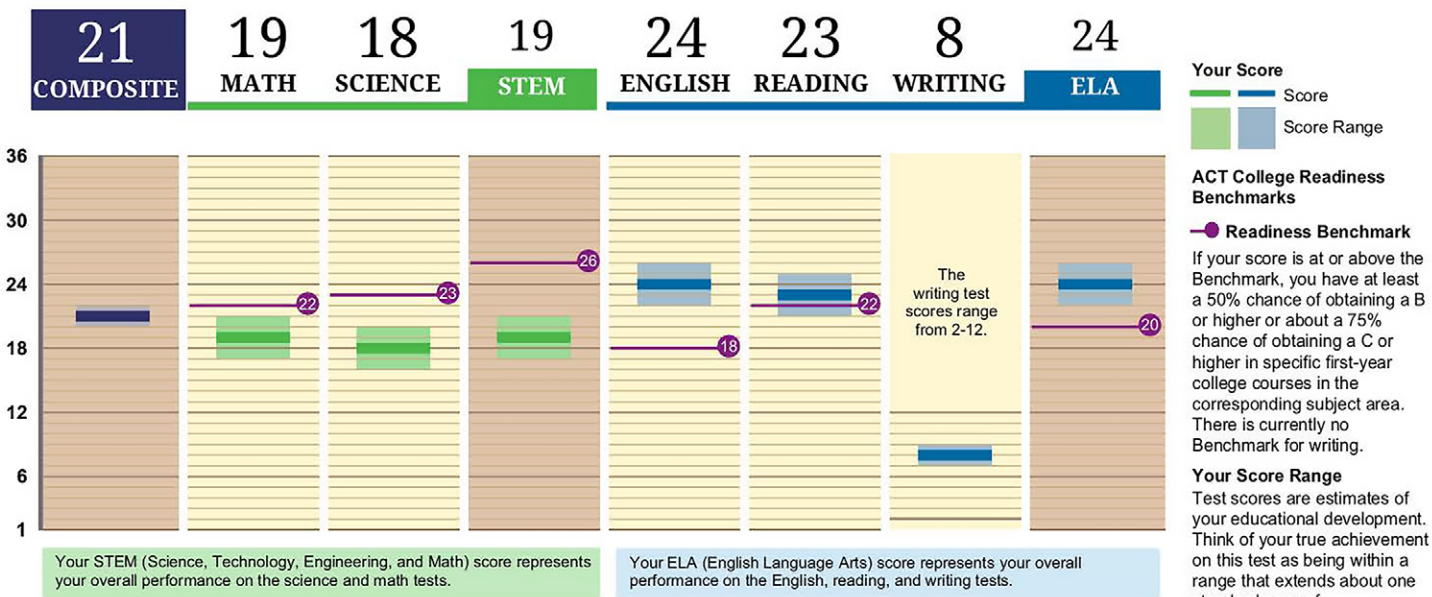 21 19 18 19 24 23 8 24
COMPOSITE MATH SCIENCE STEM ENGLISH READING WRITING ELA
36
30
24
18
12
6
1
22
23
26
18
22
20
The
writing test
scores range
from 2-12.
Your STEM (Science, Technology, Engineering, and Math) score represents
your overall performance on the science and math tests.
Your ELA (English Language Arts) score represents your overall
performance on the English, reading, and writing tests.
Your Score
Score
Score Range
ACT College Readiness
Benchmarks
Readiness Benchmark
If your score is at or above the
Benchmark, you have at least
a 50% chance of obtaining a B
or higher or about a 75%
chance of obtaining a C or
higher in specific first-year
college courses in the
corresponding subject area.
There is currently no
Benchmark for writing.
Your Score Range
Test scores are estimates of
your educational development.
Think of your true achievement
on this test as being within a
range that extends about one